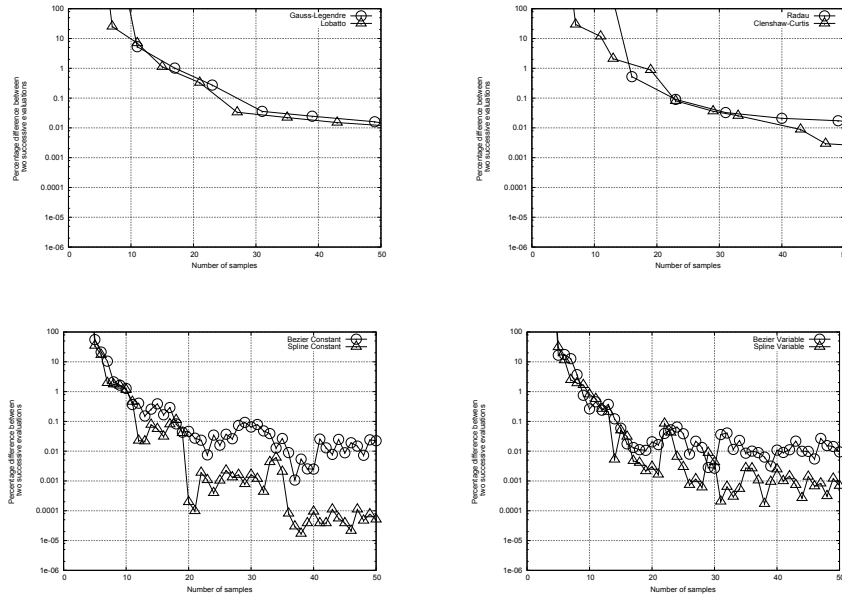 Gauss-Legendre
Lobatto
100
10
1
0.1
0.01
0.001
0.0001
1e-05
1e-06
Percentage difference between
two successive evaluations
0 10 20 30 40 50
Number of samples
Radau
Clenshaw-Curtis
100
10
1
0.1
0.01
0.001
0.0001
1e-05
1e-06
Percentage difference between
two successive evaluations
0 10 20 30 40 50
Number of samples
Bezier Constant
Spline Constant
100
10
1
0.1
0.01
0.001
0.0001
1e-05
1e-06
Percentage difference between
two successive evaluations
0 10 20 30 40 50
Number of samples
Bezier Variable
Spline Variable
100
10
1
0.1
0.01
0.001
0.0001
1e-05
1e-06
Percentage difference between
two successive evaluations
0 10 20 30 40 50
Number of samples